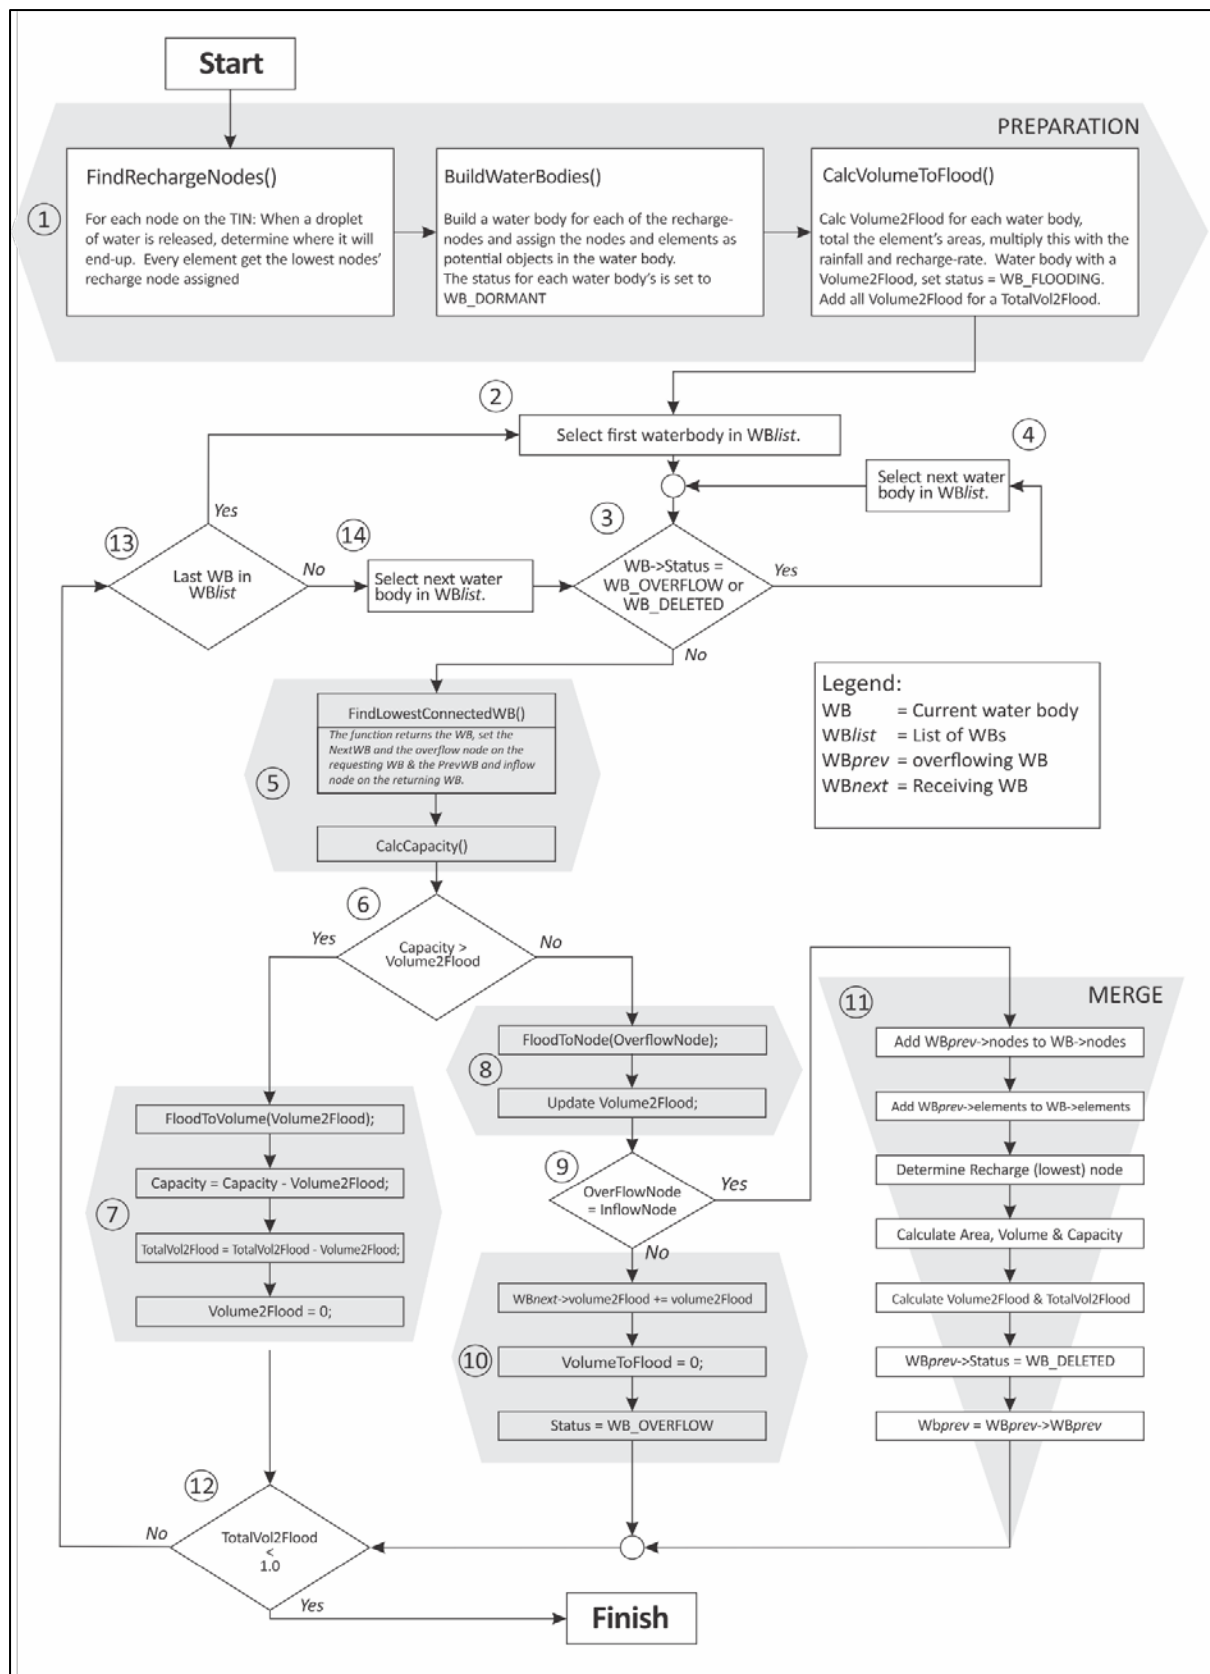 Start
PREPARATION
1
FindRechargeNodes()
For each node on the TIN: When a droplet
of water is released, determine where it will
end-up. Every element get the lowest nodes'
recharge node assigned
BuildWaterBodies()
Build a water body for each of the recharge-
nodes and assign the nodes and elements as
potential objects in the water body.
The status for each water body's is set to
WB_DORMANT
CalcVolumeToFlood()
Calc Volume2Flood for each water body,
total the element's areas, multiply this with the
rainfall and recharge-rate. Water body with a
Volume2Flood, set status = WB_FLOODING.
Add all Volume2Flood for a TotalVol2Flood.
2
Select first waterbody in WBlist.
4
Select next water
body in WBlist.
3
WB->Status =
WB_OVERFLOW or
WB_DELETED
Yes
No
13
Last WB in
WBlist
Yes
No
14
Select next water
body in WBlist.
Legend:
WB = Current water body
WBlist = List of WBs
WBprev = overflowing WB
WBnext = Receiving WB
5
FindLowestConnectedWB()
The function returns the WB, set the
NextWB and the overflow node on the
requesting WB & the PrevWB and inflow
node on the returning WB.
CalcCapacity()
6
Capacity >
Volume2Flood
Yes
No
7
FloodToVolume(Volume2Flood);
Capacity = Capacity - Volume2Flood;
TotalVol2Flood = TotalVol2Flood - Volume2Flood;
Volume2Flood = 0;
8
FloodToNode(OverflowNode);
Update Volume2Flood;
9
OverFlowNode
= InflowNode
Yes
No
10
WBnext->volume2Flood += volume2Flood
VolumeToFlood = 0;
Status = WB_OVERFLOW
11
MERGE
Add WBprev->nodes to WB->nodes
Add WBprev->elements to WB->elements
Determine Recharge (lowest) node
Calculate Area, Volume & Capacity
Calculate Volume2Flood & TotalVol2Flood
WBprev->Status = WB_DELETED
Wbprev = WBprev->WBprev
12
TotalVol2Flood
<
1.0
No
Yes
Finish